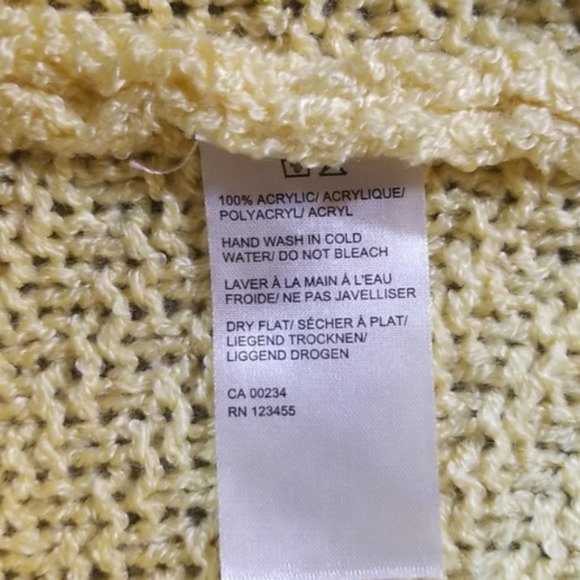 100% ACRYLIC/ ACRYLIQUE/
POLYACRYL/ ACRYL
HAND WASH IN COLD
WATER/ DO NOT BLEACH
LAVER À LA MAIN À L'EAU
FROIDE/ NE PAS JAVELLISER
DRY FLAT/ SÉCHER À PLAT/
LIEGEND TROCKNEN/
LIGGEND DROGEN
CA 00234
RN 123455